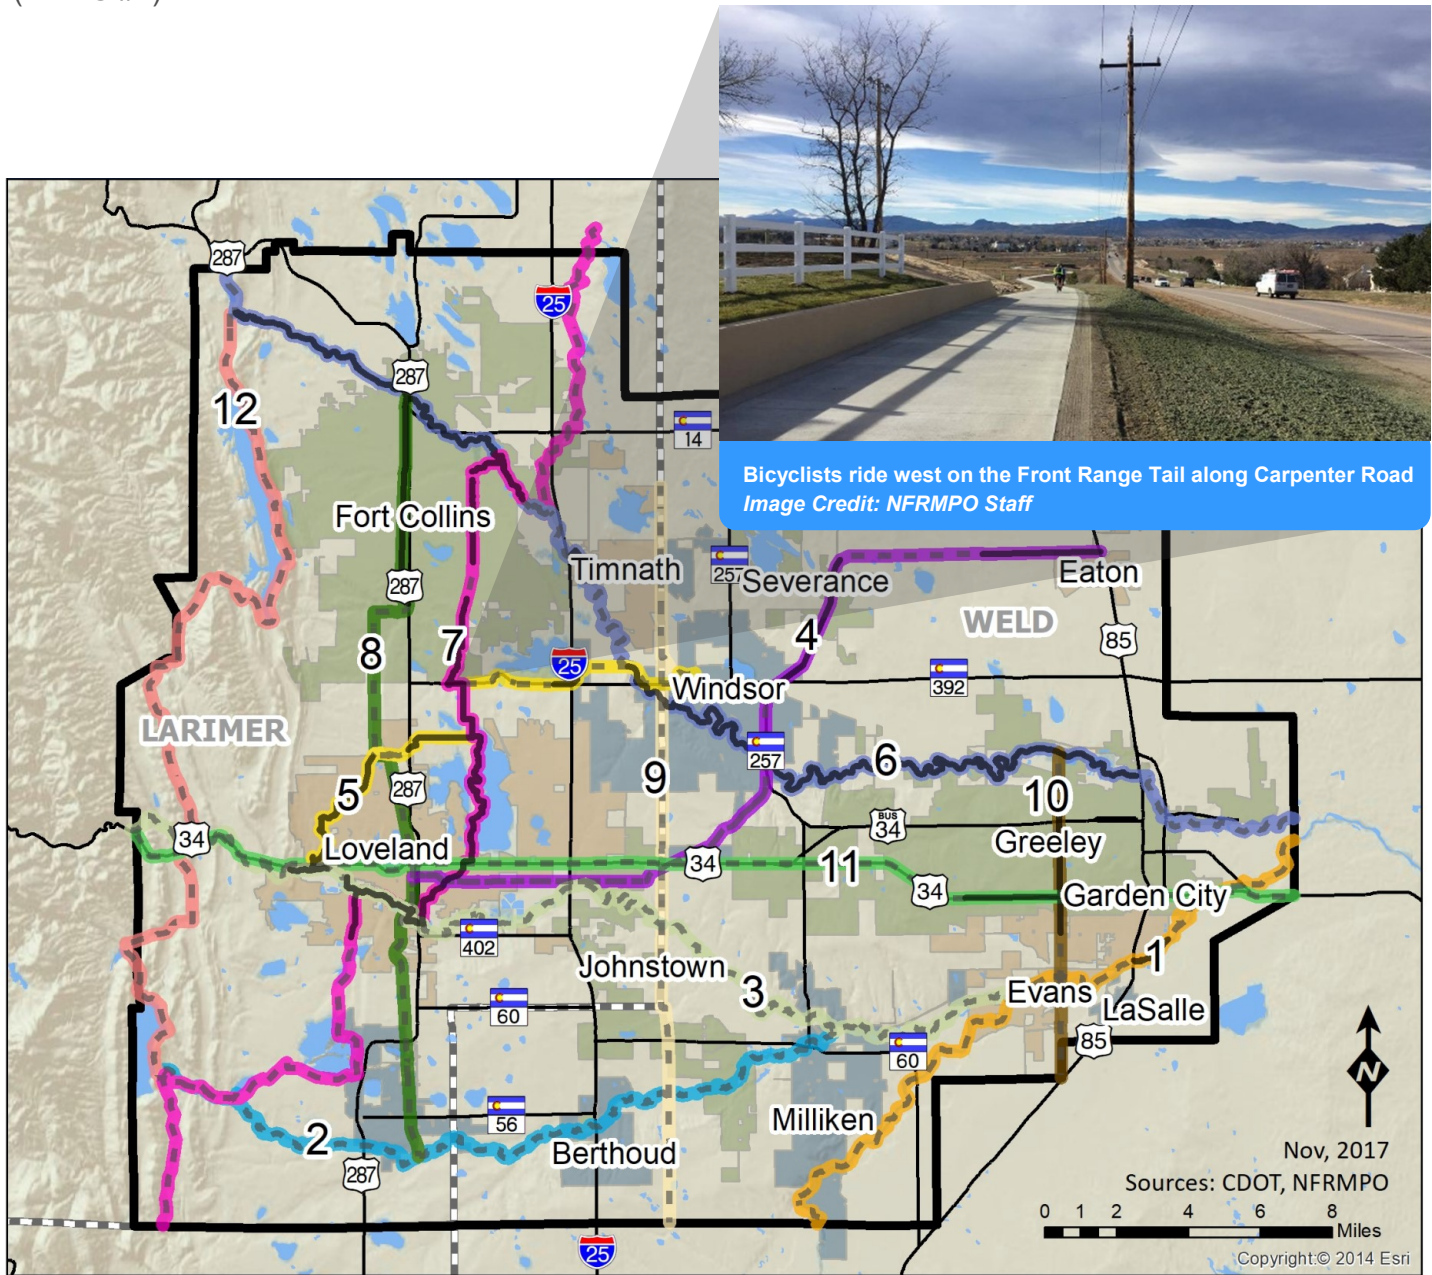 Bicyclists ride west on the Front Range Tail along Carpenter Road
Image Credit: NFRMPO Staff
287
25
287
12
14
Fort Collins
Timnath
257
Severance
Eaton
287
4
WELD
85
8
7
25
392
Windsor
LARIMER
257
6
9
5
287
10
BUS
34
34
Loveland
Greeley
34
11
34
Garden City
402
1
Johnstown
3
Evans
LaSalle
60
60
85
N
56
Milliken
2
Berthoud
287
Nov, 2017
Sources: CDOT, NFRMPO
0 1 2 4 6 8
Miles
25
Copyright:© 2014 Esri